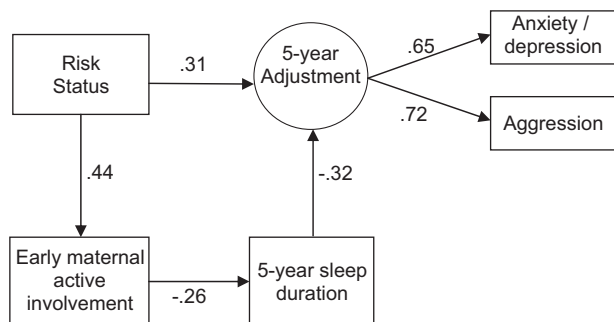 Risk
Status
.31
5-year
Adjustment
.65
Anxiety /
depression
.72
Aggression
.44
-.32
Early maternal
active
involvement
-.26
5-year sleep
duration